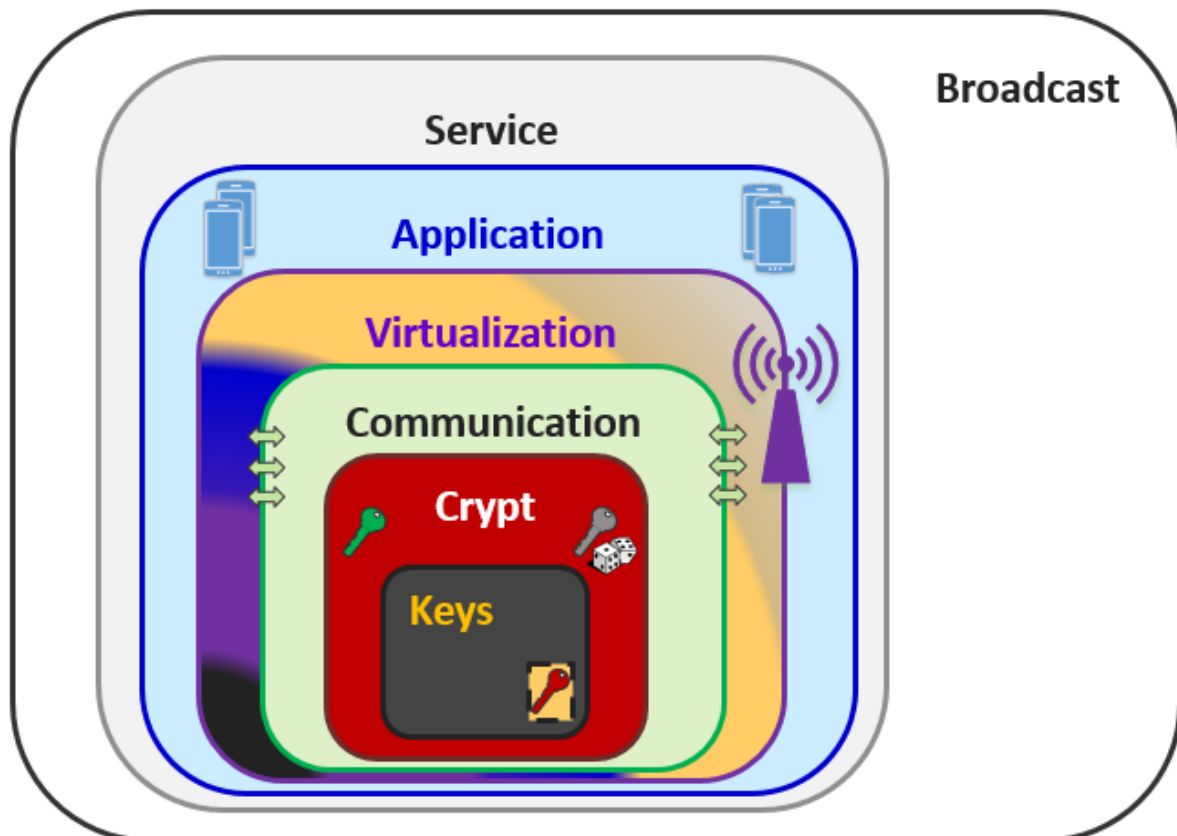 Broadcast
Service
Application
Virtualization
Communication
Crypt
Keys